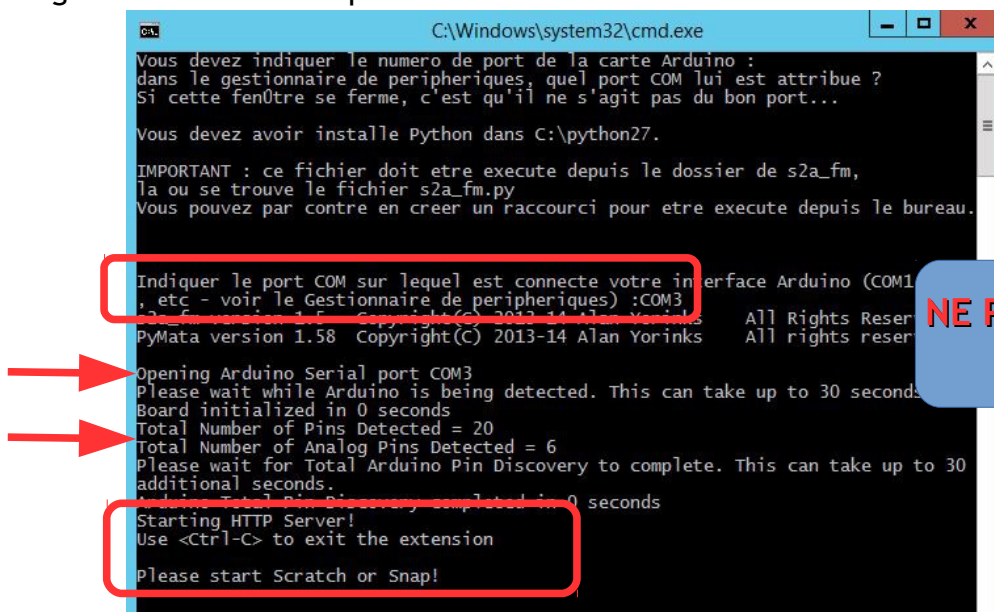 C:\Windows\system32\cmd.exe
Vous devez indiquer le numero de port de la carte Arduino :
dans le gestionnaire de peripheriques, quel port COM lui est attribue ?
Si cette fenÛtre se ferme, c'est qu'il ne s'agit pas du bon port...
Vous devez avoir installe Python dans C:\python27.
IMPORTANT : ce fichier doit etre execute depuis le dossier de s2a_fm,
la ou se trouve le fichier s2a_fm.py
Vous pouvez par contre en creer un raccourci pour etre execute depuis le bureau.
Indiquer le port COM sur lequel est connecte votre interface Arduino (COM1
, etc - voir le Gestionnaire de peripheriques) :COM3
s2a_fm version 1.5 Copyright(C) 2013-14 Alan Yorinks All Rights Reser
PyMata version 1.58 Copyright(C) 2013-14 Alan Yorinks All rights reser
NE
Opening Arduino Serial port COM3
Please wait while Arduino is being detected. This can take up to 30 seconds
Board initialized in 0 seconds
Total Number of Pins Detected = 20
Total Number of Analog Pins Detected = 6
Please wait for Total Arduino Pin Discovery to complete. This can take up to 30
additional seconds.
Arduino Total Pin Discovery completed in 0 seconds
Starting HTTP Server!
Use <Ctrl-C> to exit the extension
Please start Scratch or Snap!